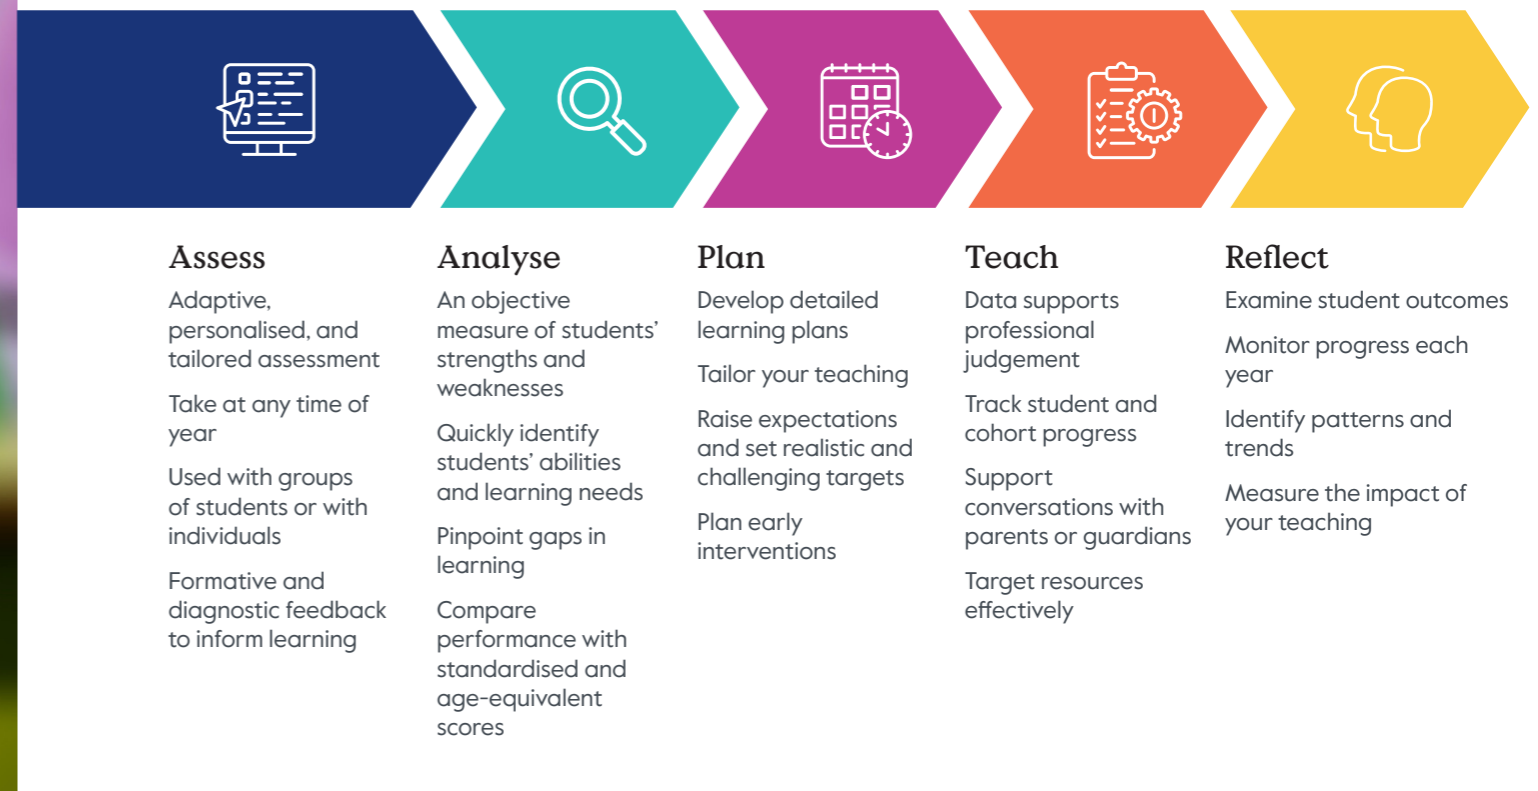 Assess
Adaptive,
personalised, and
tailored assessment
Take at any time of
year
Used with groups
of students or with
individuals
Formative and
diagnostic feedback
to inform learning
Analyse
An objective
measure of students’
strengths and
weaknesses
Quickly identify
students’ abilities
and learning needs
Pinpoint gaps in
learning
Compare
performance with
standardised and
age-equivalent
scores
Plan
Develop detailed
learning plans
Tailor your teaching
Raise expectations
and set realistic and
challenging targets
Plan early
interventions
Teach
Data supports
professional
judgement
Track student and
cohort progress
Support
conversations with
parents or guardians
Target resources
effectively
Reflect
Examine student outcomes
Monitor progress each
year
Identify patterns and
trends
Measure the impact of
your teaching